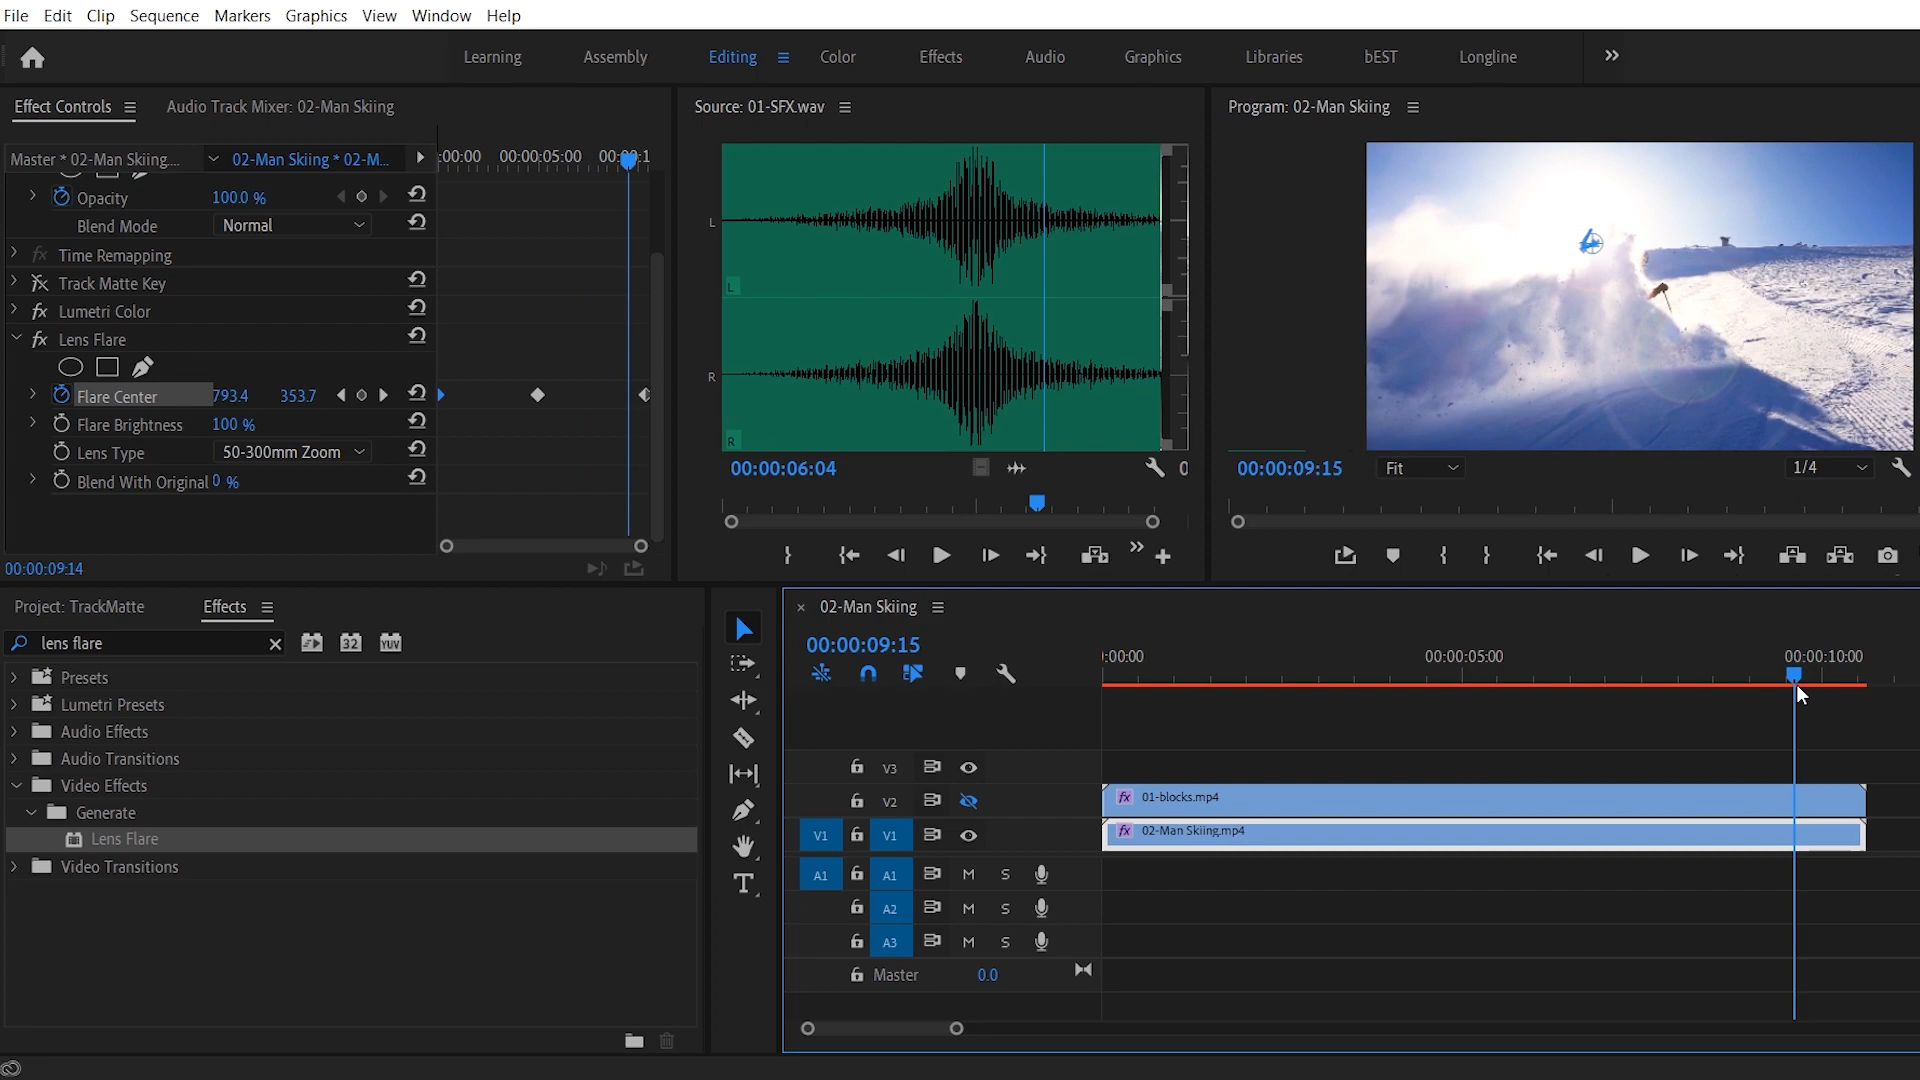 File Edit Clip Sequence Markers Graphics View Window Help
Learning Assembly Editing Color Effects Audio Graphics Libraries bEST Longline
Effect Controls Audio Track Mixer: 02-Man Skiing
Master * 02-Man Skiing.... 02-Man Skiing * 02-M...
:00:00 00:00:05:00
Opacity 100.0 %
Blend Mode Normal
Time Remapping
Track Matte Key
Lumetri Color
Lens Flare
Flare Center 793.4 353.7
Flare Brightness 100 %
Lens Type 50-300mm Zoom
Blend With Original 0 %
00:00:09:14
Source: 01-SFX.wav
L
L
R
R
00:00:06:04
0
Program: 02-Man Skiing
00:00:09:15 Fit 1/4
Project: TrackMatte Effects
lens flare
32 YUV
Presets
Lumetri Presets
Audio Effects
Audio Transitions
Video Effects
Generate
Lens Flare
Video Transitions
02-Man Skiing
00:00:09:15
:00:00 00:00:05:00 00:00:10:00
V3
V2 fx 01-blocks.mp4
V1 V1 fx 02-Man Skiing.mp4
A1 A1 M S
A2 M S
A3 M S
Master 0.0